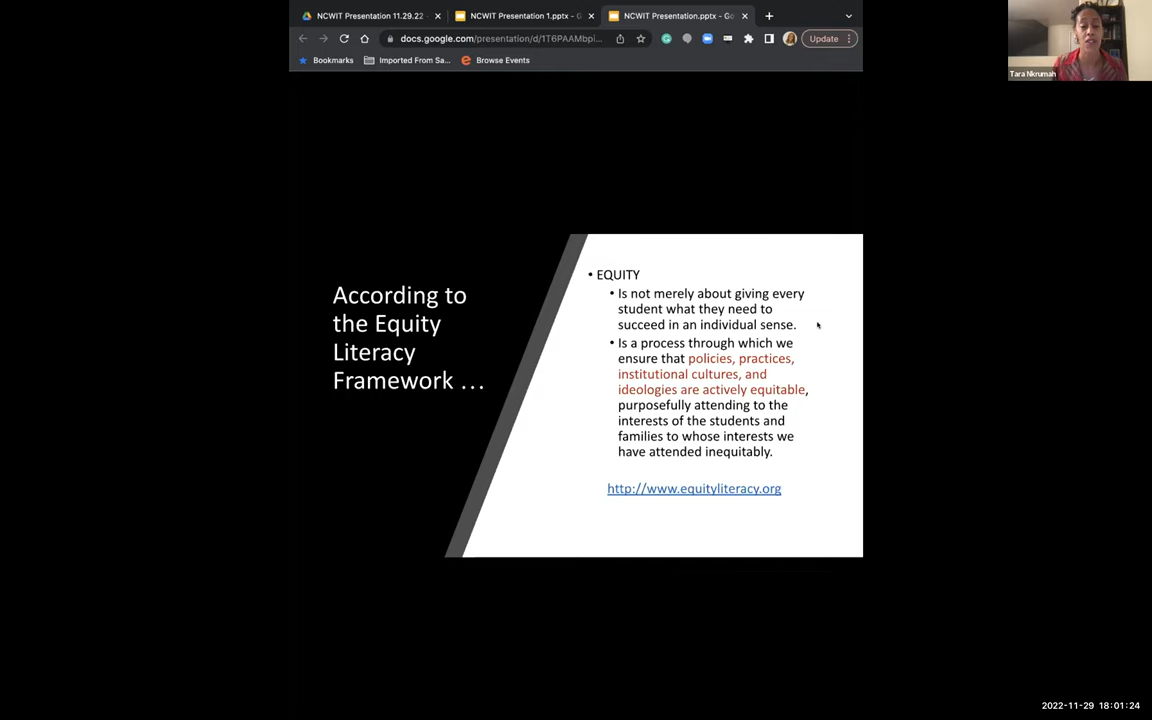 NCWIT Presentation 11.29.22
NCWIT Presentation 1.pptx - G
NCWIT Presentation.pptx - Go
docs.google.com/presentation/d/1T6PAAMbpi...
Update
Bookmarks
Imported From Sa...
Browse Events
Tara Nkrumah
According to
the Equity
Literacy
Framework ...
• EQUITY
• Is not merely about giving every
student what they need to
succeed in an individual sense.
• Is a process through which we
ensure that policies, practices,
institutional cultures, and
ideologies are actively equitable,
purposefully attending to the
interests of the students and
families to whose interests we
have attended inequitably.
http://www.equityliteracy.org
2022-11-29 18:01:24